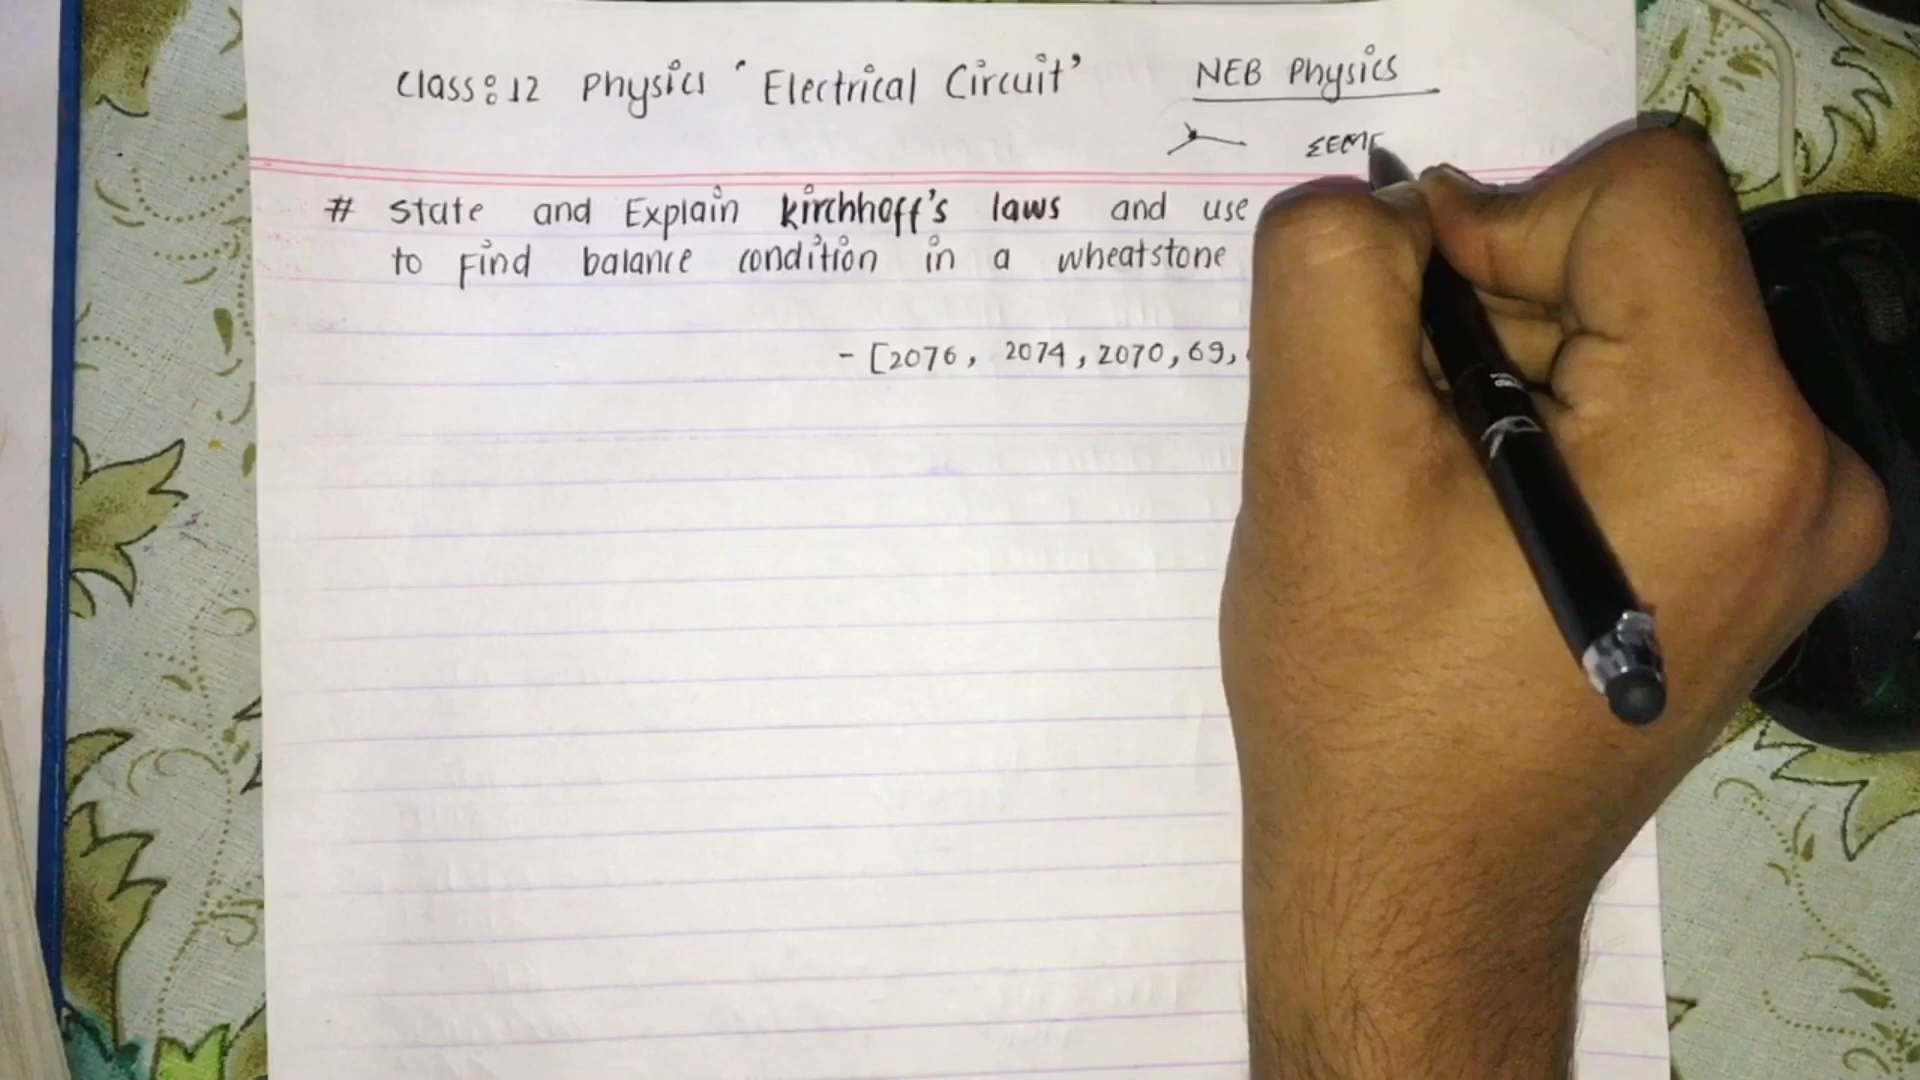 Class: 12 Physics ‘Electrical Circuit’ NEB Physics
ΣEMF
# State and Explain kirchhoff's laws and use
to Find balance condition in a wheatstone
- [2076, 2074, 2070, 69,